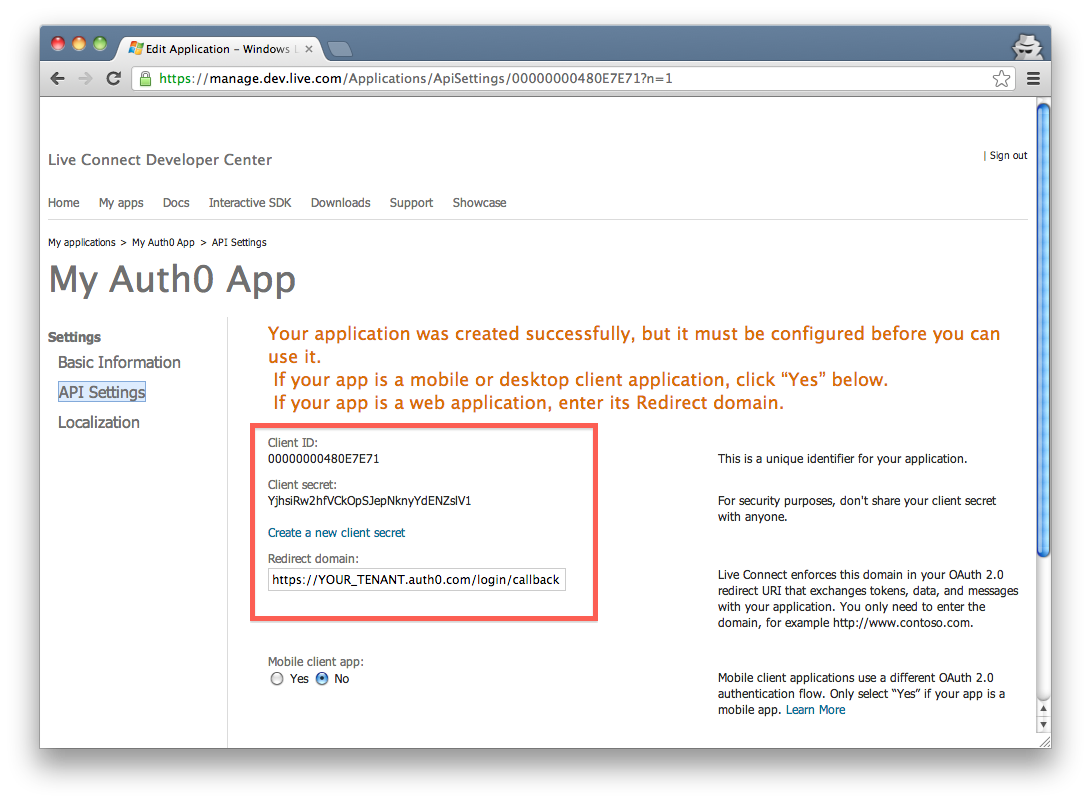 Edit Application – Windows L
https://manage.dev.live.com/Applications/ApiSettings/00000000480E7E71?n=1
Live Connect Developer Center
| Sign out
Home My apps Docs Interactive SDK Downloads Support Showcase
My applications > My Auth0 App > API Settings
My Auth0 App
Settings
Basic Information
API Settings
Localization
Your application was created successfully, but it must be configured before you can
use it.
If your app is a mobile or desktop client application, click “Yes” below.
If your app is a web application, enter its Redirect domain.
Client ID:
00000000480E7E71
This is a unique identifier for your application.
Client secret:
YjhsiRw2hfVCkOpSJepNknyYdENZslV1
For security purposes, don't share your client secret
with anyone.
Create a new client secret
Redirect domain:
https://YOUR_TENANT.auth0.com/login/callback
Live Connect enforces this domain in your OAuth 2.0
redirect URI that exchanges tokens, data, and messages
with your application. You only need to enter the
domain, for example http://www.contoso.com.
Mobile client app:
Yes No
Mobile client applications use a different OAuth 2.0
authentication flow. Only select “Yes” if your app is a
mobile app. Learn More